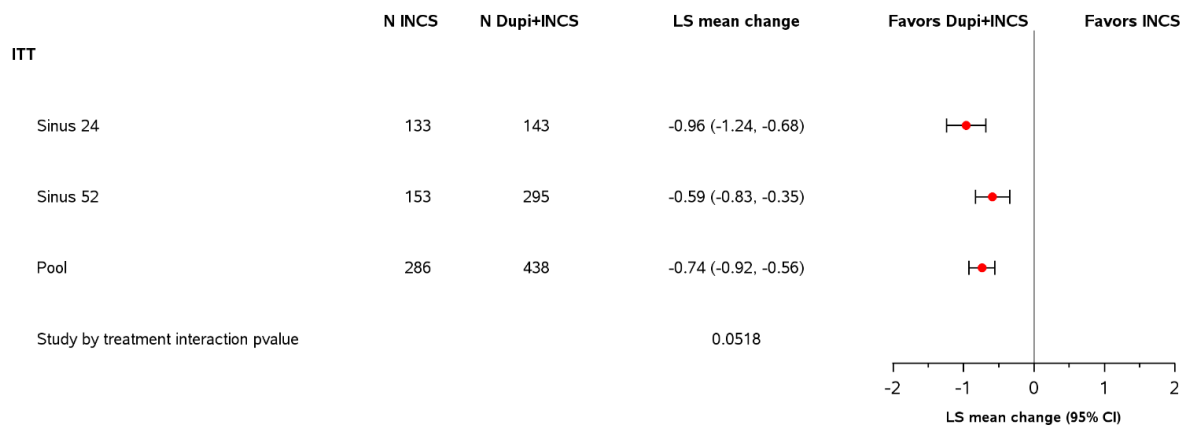 N INCS N Dupi+INCS LS mean change Favors Dupi+INCS Favors INCS
ITT
Sinus 24 133 143 -0.96 (-1.24, -0.68)
Sinus 52 153 295 -0.59 (-0.83, -0.35)
Pool 286 438 -0.74 (-0.92, -0.56)
Study by treatment interaction pvalue 0.0518
-2 -1 0 1 2
LS mean change (95% CI)